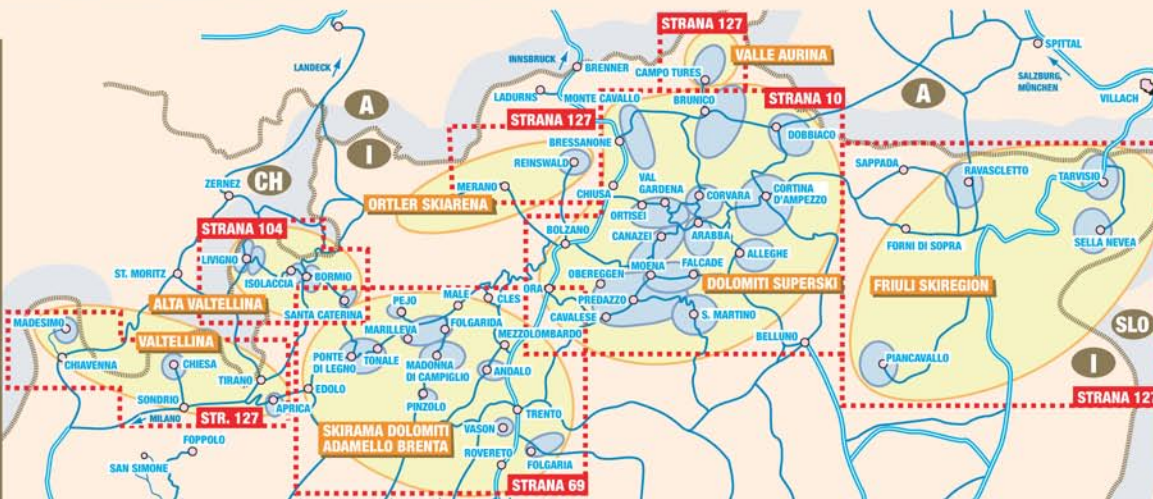 STRANA 127
VALLE AURINA
INNSBRUCK
BRENNER
CAMPO TURES
SPITTAL
SALZBURG,
MÜNCHEN
VILLACH
LANDECK
A
I
LADURNS
MONTE CAVALLO
BRUNICO
STRANA 10
A
STRANA 127
BRESSANONE
DOBBIACO
REINSWALD
MERANO
CH
ZERNEZ
ORTLER SKIARENA
CHIUSA
VAL
GARDENA
ORTISEI
CORVARA
CORTINA
D'AMPEZZO
SAPPADA
RAVASCLETTO
TARVISIO
STRANA 104
LIVIGNO
ISOLACCIA
BORMIO
BOLZANO
CANAZEI
ARABBA
ALLEGHE
FORNI DI SOPRA
SELLA NEVEA
ST. MORITZ
ALTA VALTELLINA
SANTA CATERINA
OBEREGGEN
MOENA
FALCADE
DOLOMITI SUPERSKI
FRIULI SKIREGION
MADESIMO
VALTELLINA
PEJO
MALE
CLES
ORA
PREDAZZO
CAVALESE
S. MARTINO
BELLUNO
SLO
CHIAVENNA
CHIESA
MARILLEVA
FOLGARIDA
MEZZOLOMBARDO
PONTE
DI LEGNO
TONALE
MADONNA
DI CAMPIGLIO
ANDALO
PIANCAVALLO
I
TIRANO
EDOLO
SONDRIO
APRICA
PINZOLO
STRANA 127
MILANO
STR. 127
TRENTO
FOPPOLO
SKIRAMA DOLOMITI
ADAMELLO BRENTA
VASON
ROVERETO
FOLGARIA
SAN SIMONE
STRANA 69